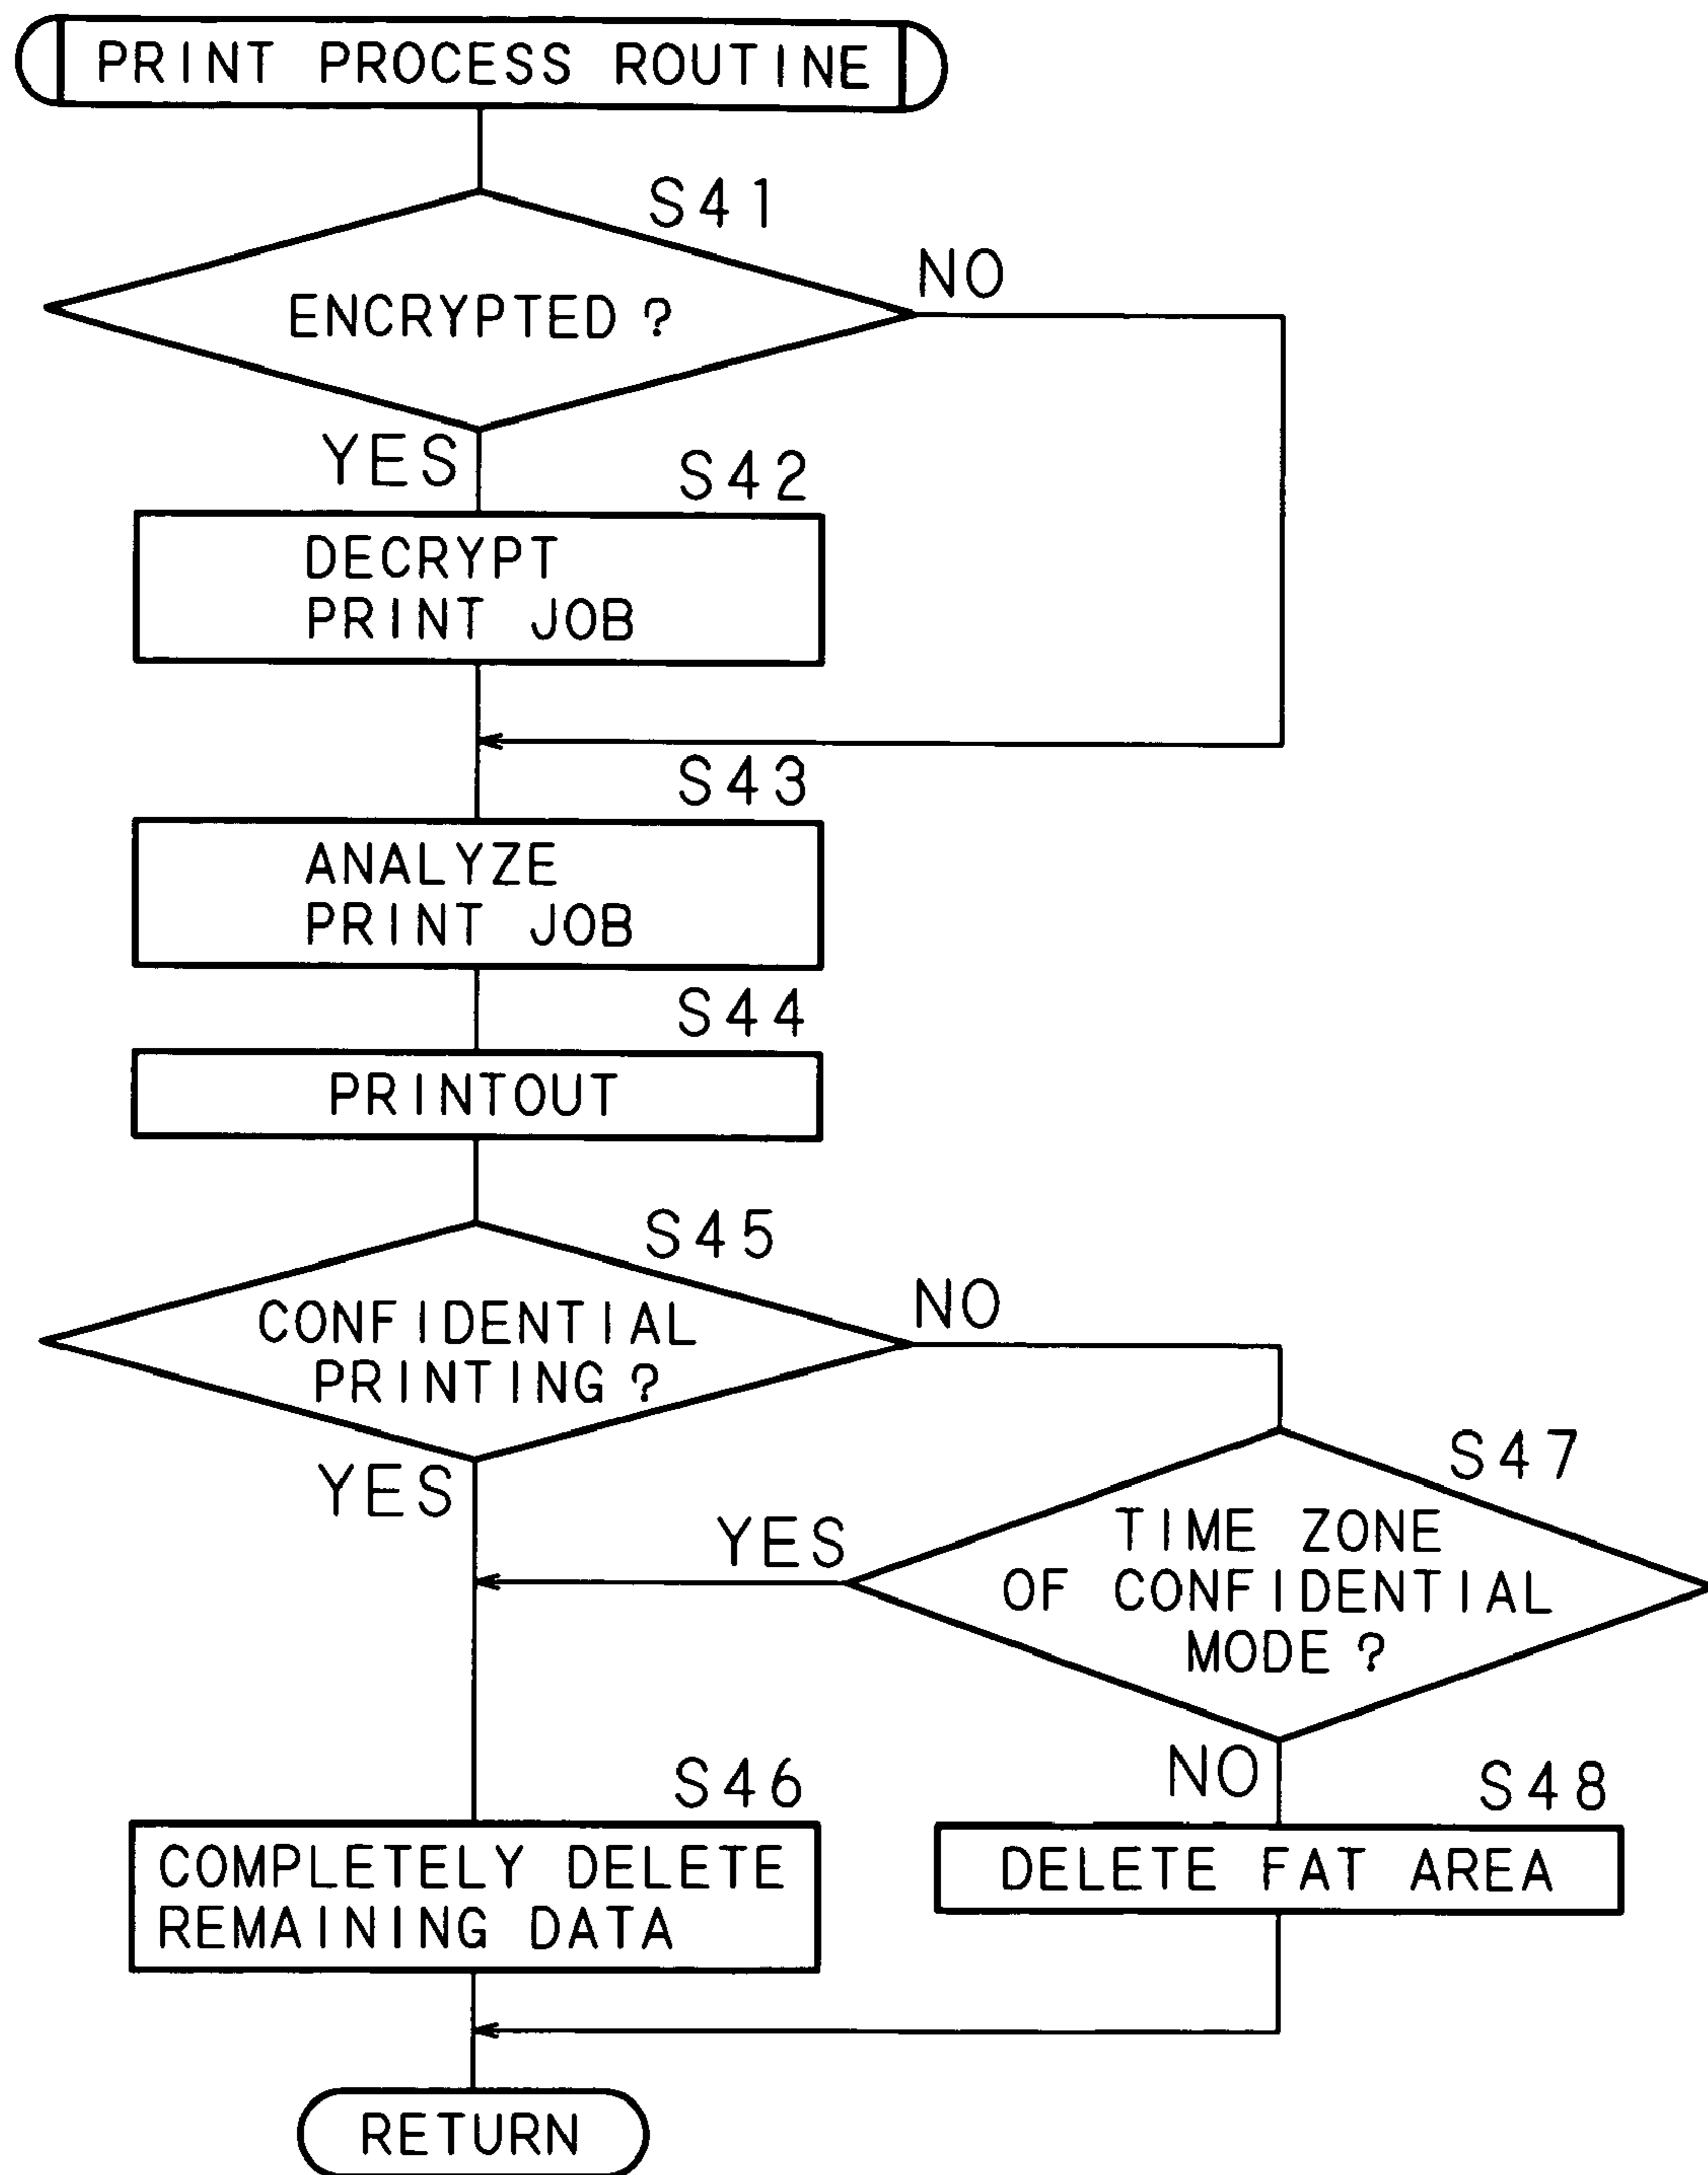 PRINT PROCESS ROUTINE
S41
ENCRYPTED ?
NO
YES
S42
DECRYPT
PRINT JOB
S43
ANALYZE
PRINT JOB
S44
PRINTOUT
S45
CONFIDENTIAL
PRINTING ?
NO
YES
S47
TIME ZONE
OF CONFIDENTIAL
MODE ?
YES
NO
S46
COMPLETELY DELETE
REMAINING DATA
S48
DELETE FAT AREA
RETURN